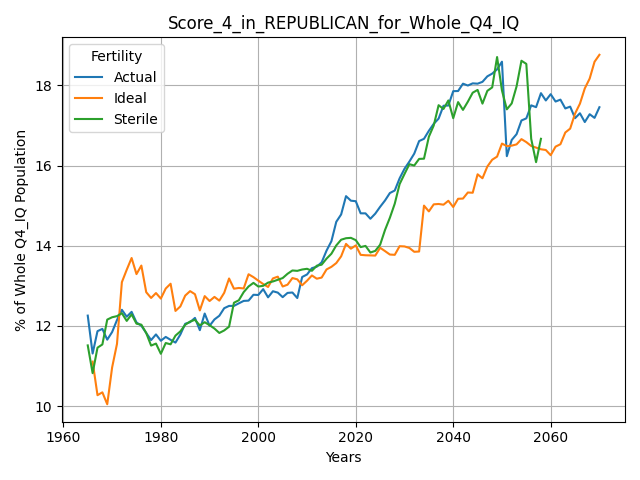 Score_4_in_REPUBLICAN_for_Whole_Q4_IQ
Fertility
Actual
Ideal
Sterile
% of Whole Q4_IQ Population
18
16
14
12
10
1960
1980
2000
2020
2040
2060
Years